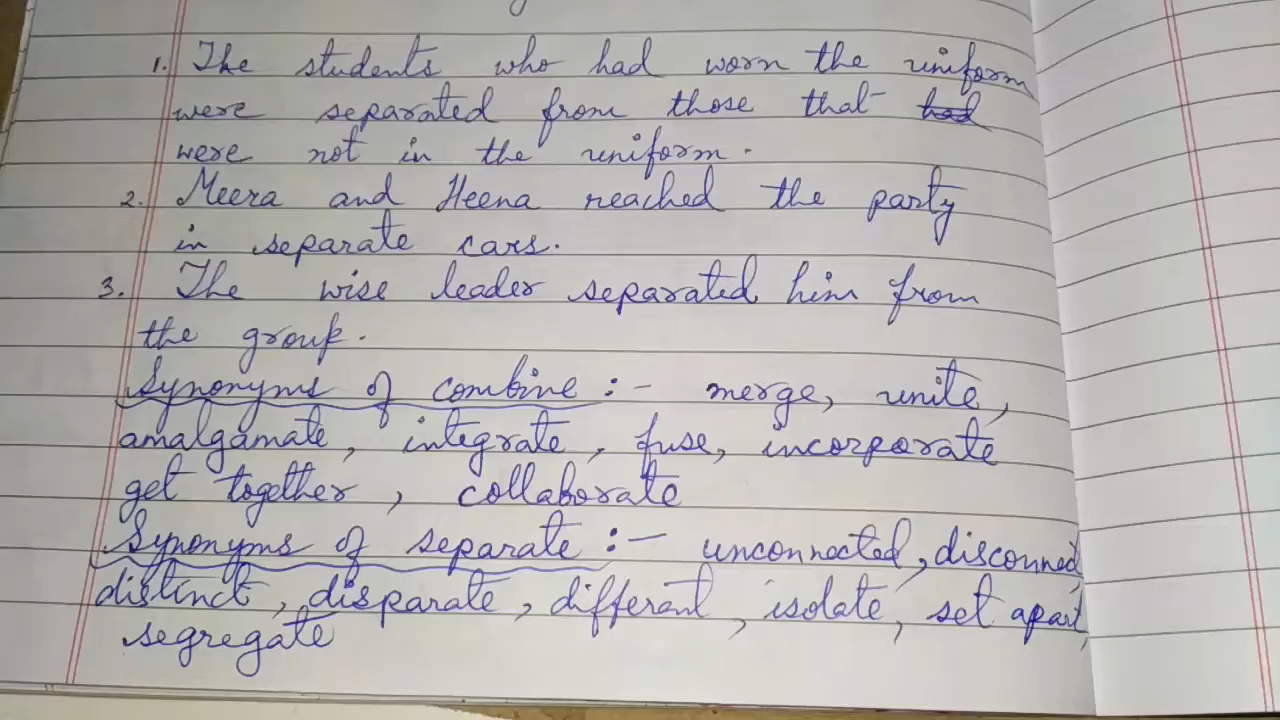 1. The students who had worn the uniform
were separated from those that had
were not in the uniform.
2. Meera and Heena reached the party
in separate cars.
3. The wise leader separated him from
the group.
Synonyms of combine :- merge, unite,
amalgamate, integrate, fuse, incorporate
get together, collaborate
Synonyms of separate :- unconnected, disconned,
distinct, disparate, different, isolate, set apart,
segregate